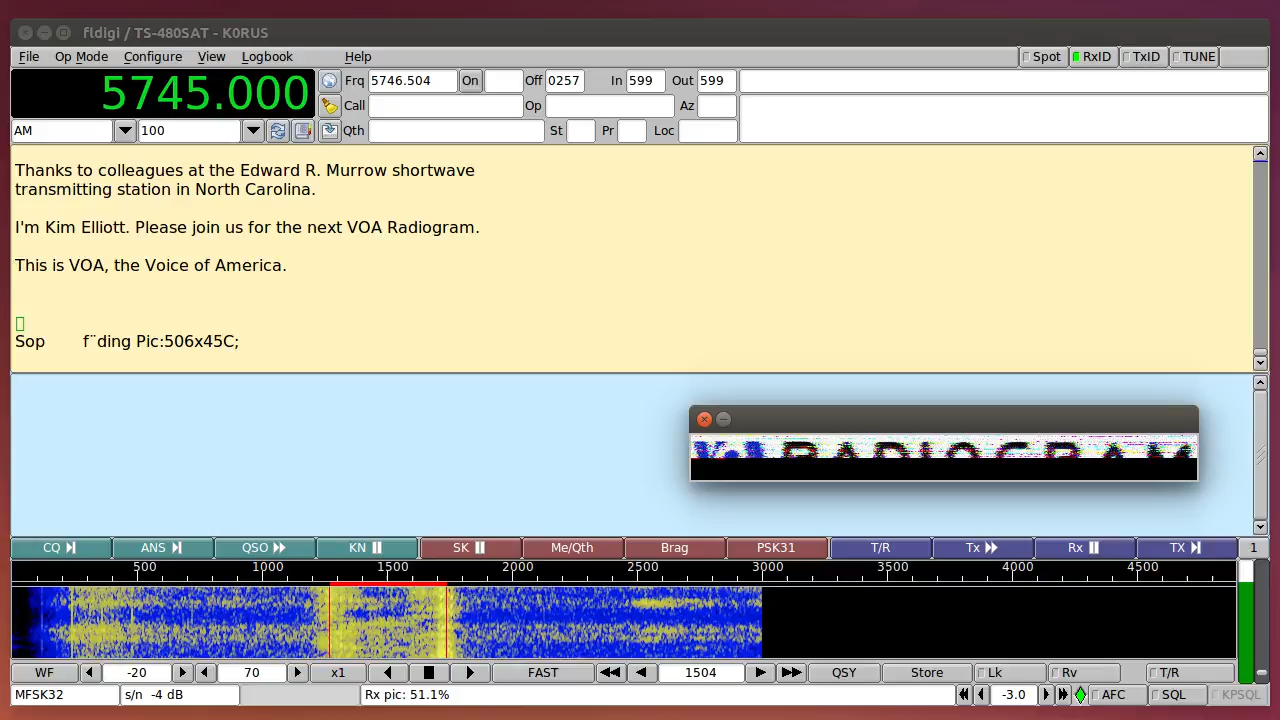 fldigi / TS-480SAT - K0RUS
File Op Mode Configure View Logbook Help Spot RxID TxID TUNE
5745.000 Frq 5746.504 On Off 0257 In 599 Out 599
Call Op Az
AM 100 Qth St Pr Loc
Thanks to colleagues at the Edward R. Murrow shortwave
transmitting station in North Carolina.
I'm Kim Elliott. Please join us for the next VOA Radiogram.
This is VOA, the Voice of America.
Sop f¨ding Pic:506x45C;
RADIOGRAM
CQ ANS QSO KN SK Me/Qth Brag PSK31 T/R Tx Rx TX 1
500 1000 1500 2000 2500 3000 3500 4000 4500
WF -20 70 x1 FAST 1504 QSY Store Lk Rv T/R
MFSK32 s/n -4 dB Rx pic: 51.1% -3.0 AFC SQL KPSQL